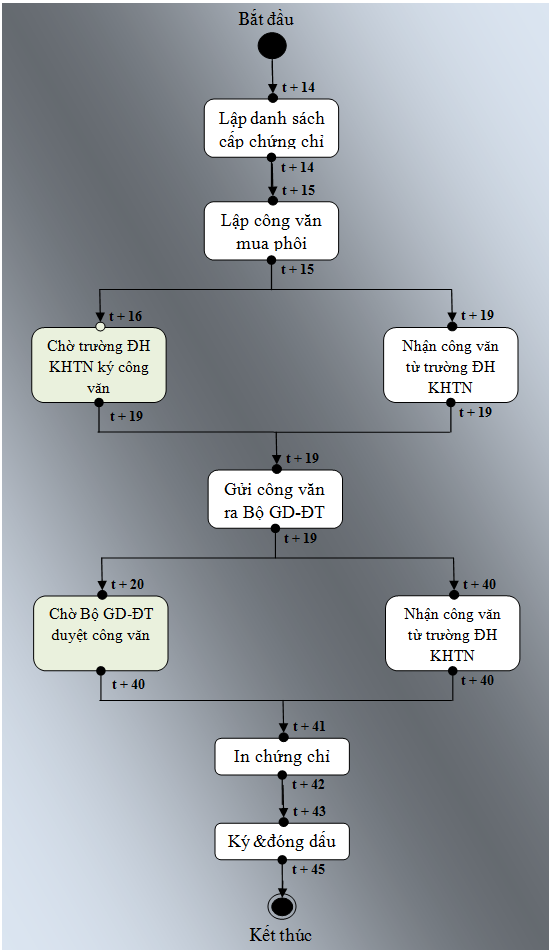 Bắt đầu
t + 14
Lập danh sách
cấp chứng chỉ
t + 14
t + 15
Lập công văn
mua phôi
t + 15
t + 16
t + 19
Chờ trường ĐH
KHTN ký công
văn
Nhận công văn
từ trường ĐH
KHTN
t + 19
t + 19
t + 19
Gửi công văn
ra Bộ GD-ĐT
t + 19
t + 20
t + 40
Chờ Bộ GD-ĐT
duyệt công văn
Nhận công văn
từ trường ĐH
KHTN
t + 40
t + 40
t + 41
In chứng chỉ
t + 42
t + 43
Ký &đóng dấu
t + 45
Kết thúc